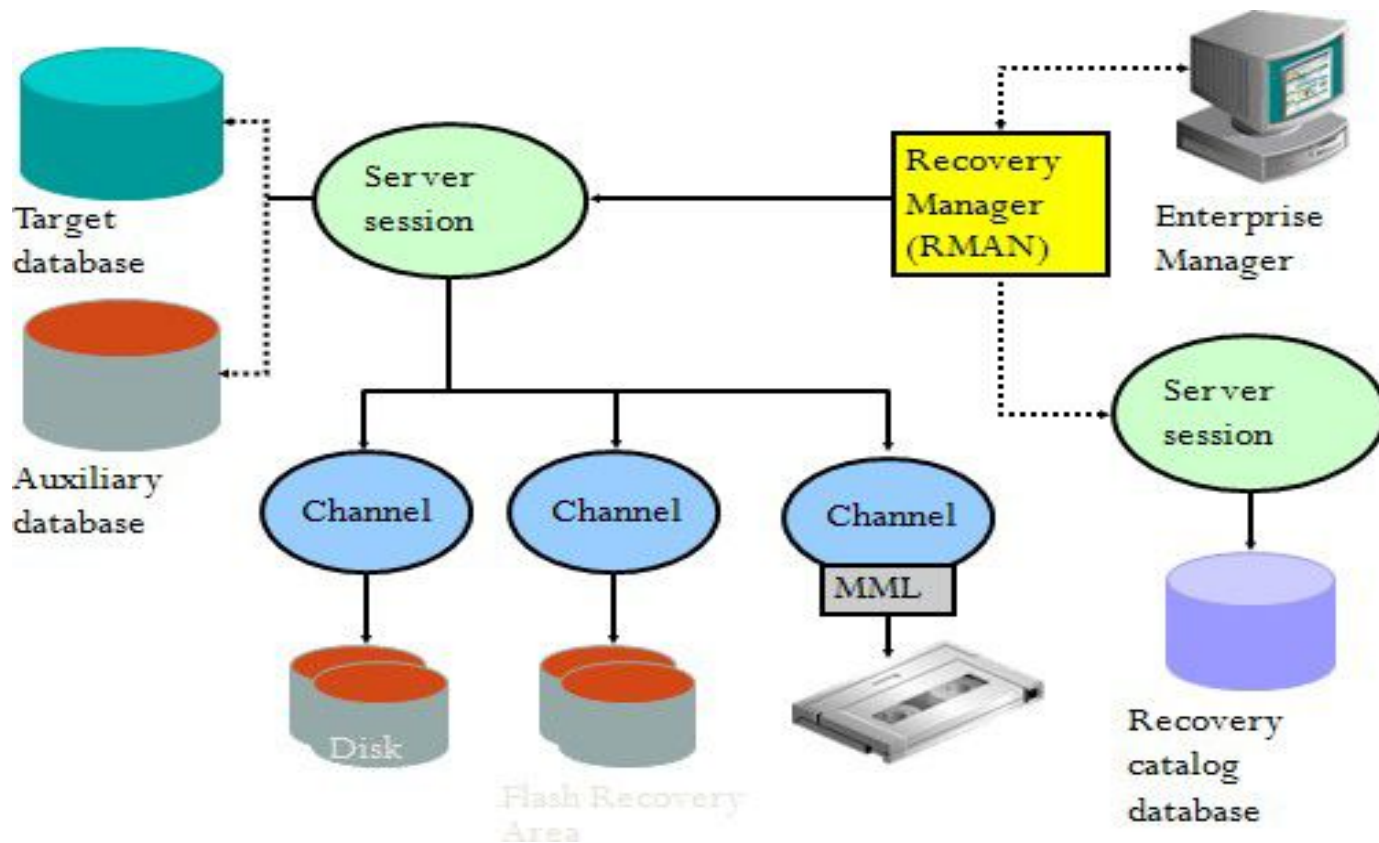 Target
database
Server
session
Recovery
Manager
(RMAN)
Enterprise
Manager
Auxiliary
database
Server
session
Channel
Channel
Channel
MML
Disk
Flash Recovery
Area
Recovery
catalog
database